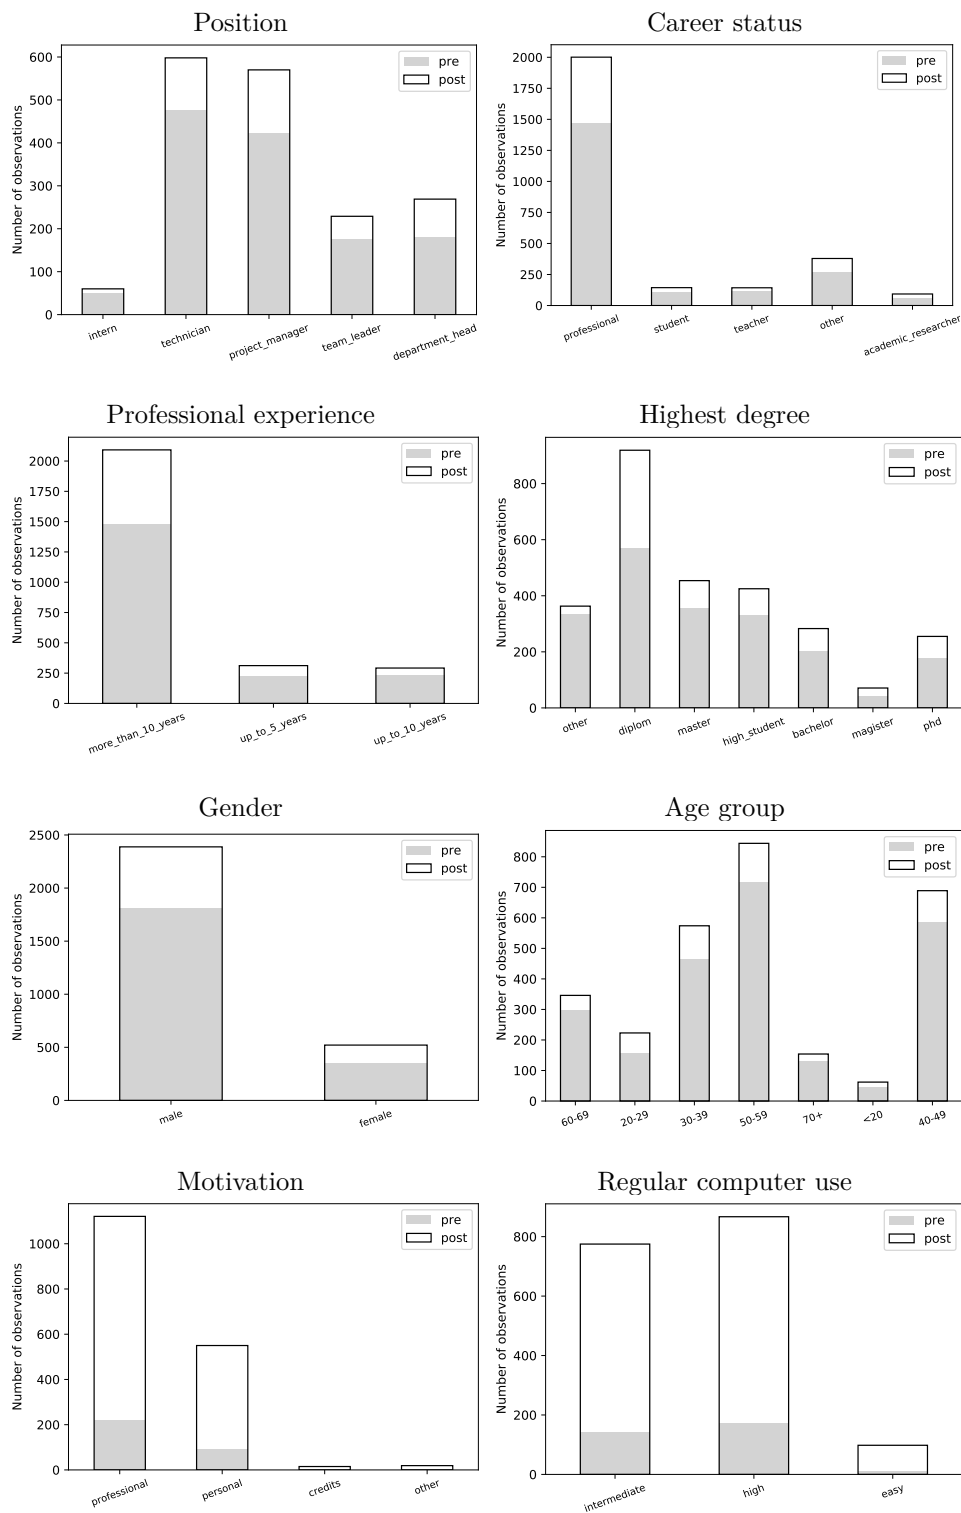 Position
Number of observations
600
500
400
300
200
100
0
pre
post
intern
technician
project_manager
team_leader
department_head
Career status
Number of observations
2000
1750
1500
1250
1000
750
500
250
0
pre
post
professional
student
teacher
other
academic_researcher
Professional experience
Number of observations
2000
1750
1500
1250
1000
750
500
250
0
pre
post
more_than_10_years
up_to_5_years
up_to_10_years
Highest degree
Number of observations
800
600
400
200
0
pre
post
other
diplom
master
high_student
bachelor
magister
phd
Gender
Number of observations
2500
2000
1500
1000
500
0
pre
post
male
female
Age group
Number of observations
800
700
600
500
400
300
200
100
0
pre
post
60-69
20-29
30-39
50-59
70+
<20
40-49
Motivation
Number of observations
1000
800
600
400
200
0
pre
post
professional
personal
credits
other
Regular computer use
Number of observations
800
600
400
200
0
pre
post
intermediate
high
easy